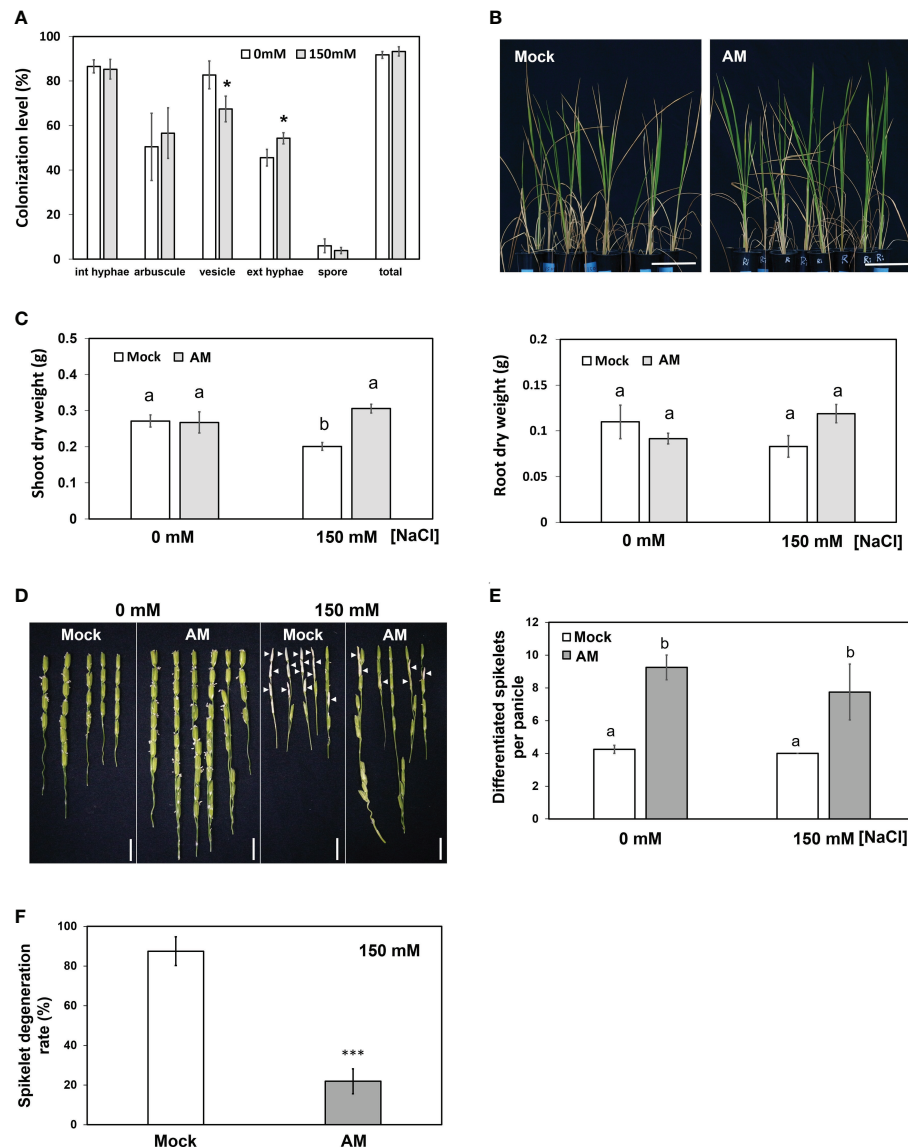 A
Colonization level (%)
100
80
60
40
20
0
0mM 150mM
*
*
int hyphae arbuscule vesicle ext hyphae spore total
B
Mock
AM
C
Shoot dry weight (g)
0.5
0.4
0.3
0.2
0.1
0
Mock AM
a a b a
0 mM 150 mM [NaCl]
Root dry weight (g)
0.2
0.15
0.1
0.05
0
Mock AM
a a a a
0 mM 150 mM [NaCl]
D
0 mM 150 mM
Mock AM Mock AM
E
Differentiated spikelets
per panicle
12
10
8
6
4
2
0
Mock
AM
a b a b
0 mM 150 mM [NaCl]
F
Spikelet degeneration
rate (%)
100
80
60
40
20
0
150 mM
***
Mock AM